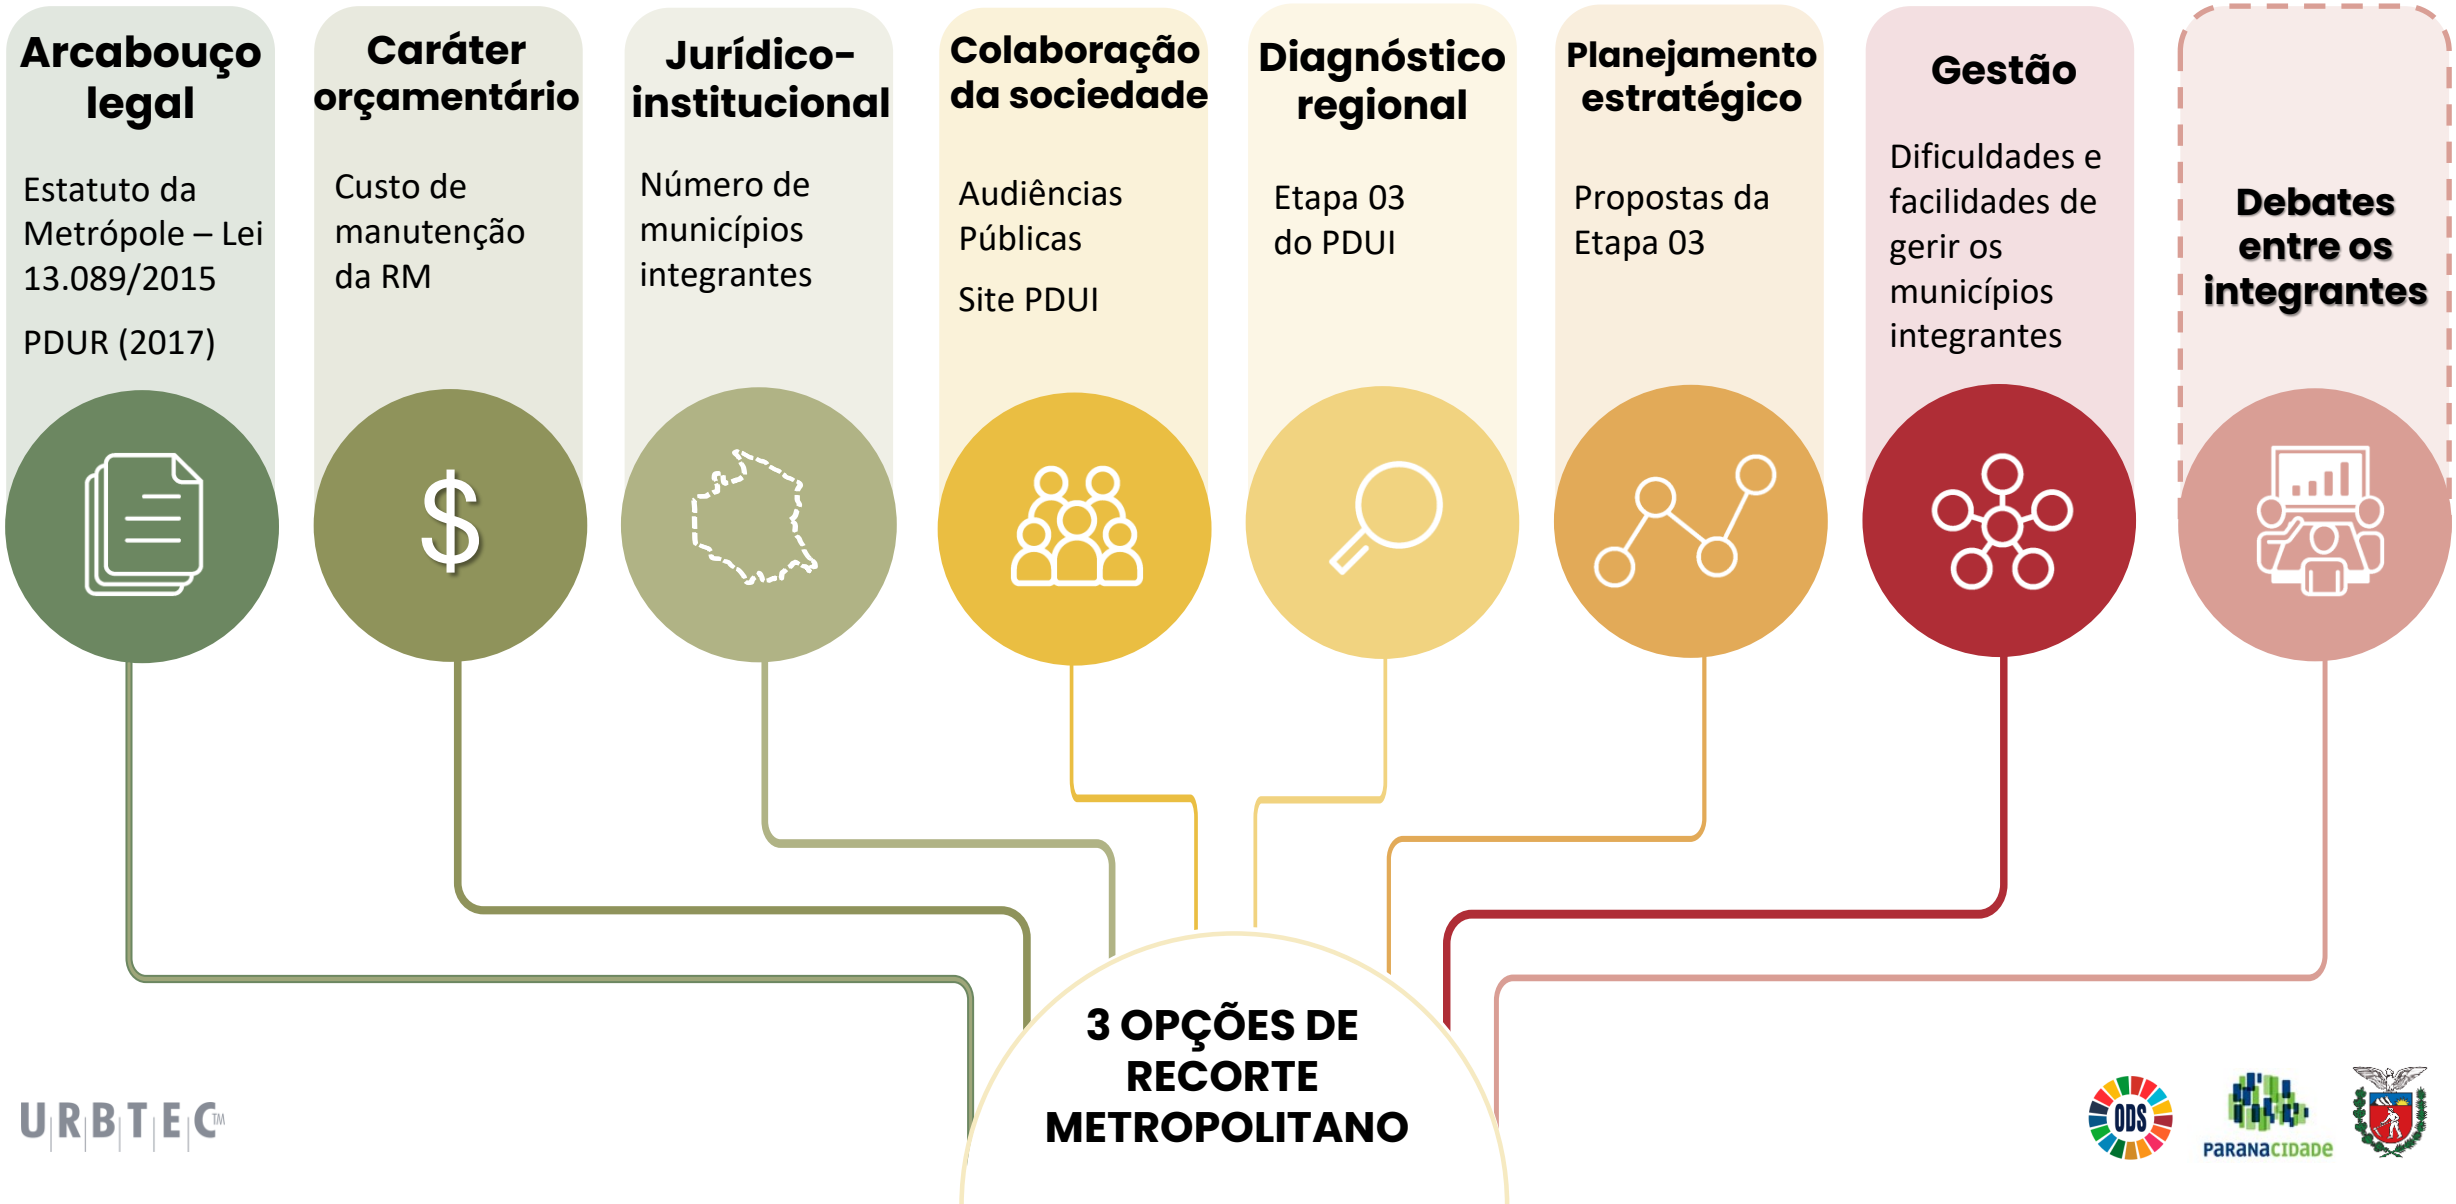 Arcabouço
legal
Estatuto da
Metrópole – Lei
13.089/2015
PDUR (2017)
Caráter
orçamentário
Custo de
manutenção
da RM
$
Jurídico-
institucional
Número de
municípios
integrantes
Colaboração
da sociedade
Audiências
Públicas
Site PDUI
Diagnóstico
regional
Etapa 03
do PDUI
Planejamento
estratégico
Propostas da
Etapa 03
Gestão
Dificuldades e
facilidades de
gerir os
municípios
integrantes
Debates
entre os
integrantes
3 OPÇÕES DE
RECORTE
METROPOLITANO
URBTEC™
ODS
PARANACIDADE